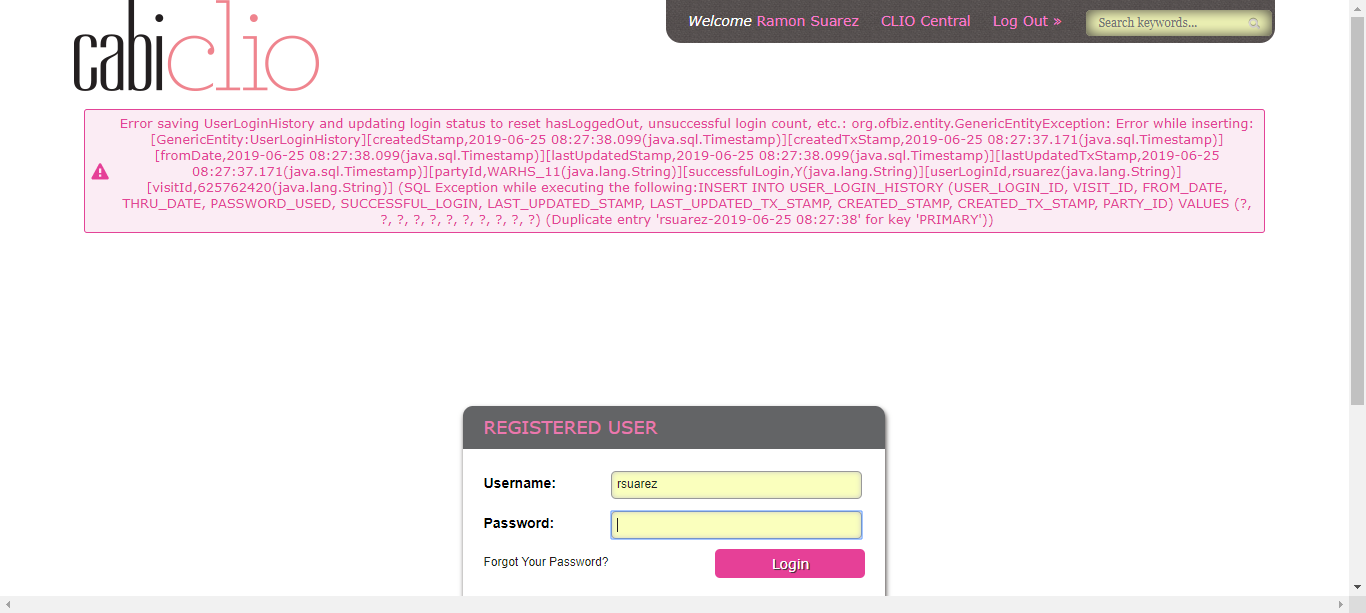 cabiclio
Welcome Ramon Suarez CLIO Central Log Out » Search keywords...
Error saving UserLoginHistory and updating login status to reset hasLoggedOut, unsuccessful login count, etc.: org.ofbiz.entity.GenericEntityException: Error while inserting:
[GenericEntity:UserLoginHistory][createdStamp,2019-06-25 08:27:38.099(java.sql.Timestamp)][createdTxStamp,2019-06-25 08:27:37.171(java.sql.Timestamp)]
[fromDate,2019-06-25 08:27:38.099(java.sql.Timestamp)][lastUpdatedStamp,2019-06-25 08:27:38.099(java.sql.Timestamp)][lastUpdatedTxStamp,2019-06-25
08:27:37.171(java.sql.Timestamp)][partyId,WARHS_11(java.lang.String)][successfulLogin,Y(java.lang.String)][userLoginId,rsuarez(java.lang.String)]
[visitId,625762420(java.lang.String)] (SQL Exception while executing the following:INSERT INTO USER_LOGIN_HISTORY (USER_LOGIN_ID, VISIT_ID, FROM_DATE,
THRU_DATE, PASSWORD_USED, SUCCESSFUL_LOGIN, LAST_UPDATED_STAMP, LAST_UPDATED_TX_STAMP, CREATED_STAMP, CREATED_TX_STAMP, PARTY_ID) VALUES (?,
?, ?, ?, ?, ?, ?, ?, ?, ?, ?) (Duplicate entry 'rsuarez-2019-06-25 08:27:38' for key 'PRIMARY'))
REGISTERED USER
Username: rsuarez
Password:
Forgot Your Password? Login